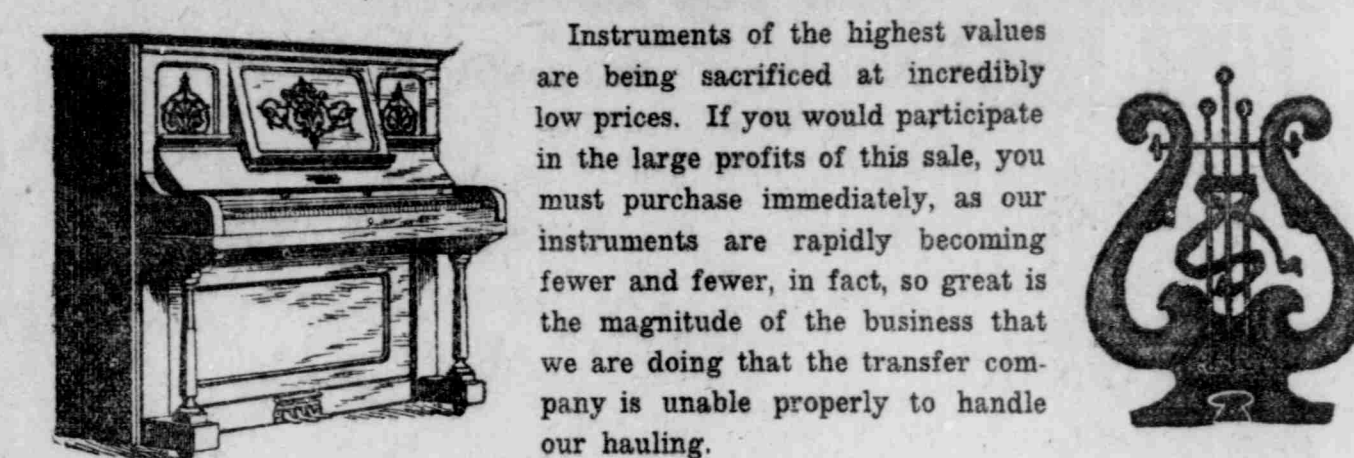 Instruments of the highest values
are being sacrificed at incredibly
low prices. If you would participate
in the large profits of this sale, you
must purchase immediately, as our
instruments are rapidly becoming
fewer and fewer, in fact, so great is
the magnitude of the business that
we are doing that the transfer com-
pany is unable properly to handle
our hauling.